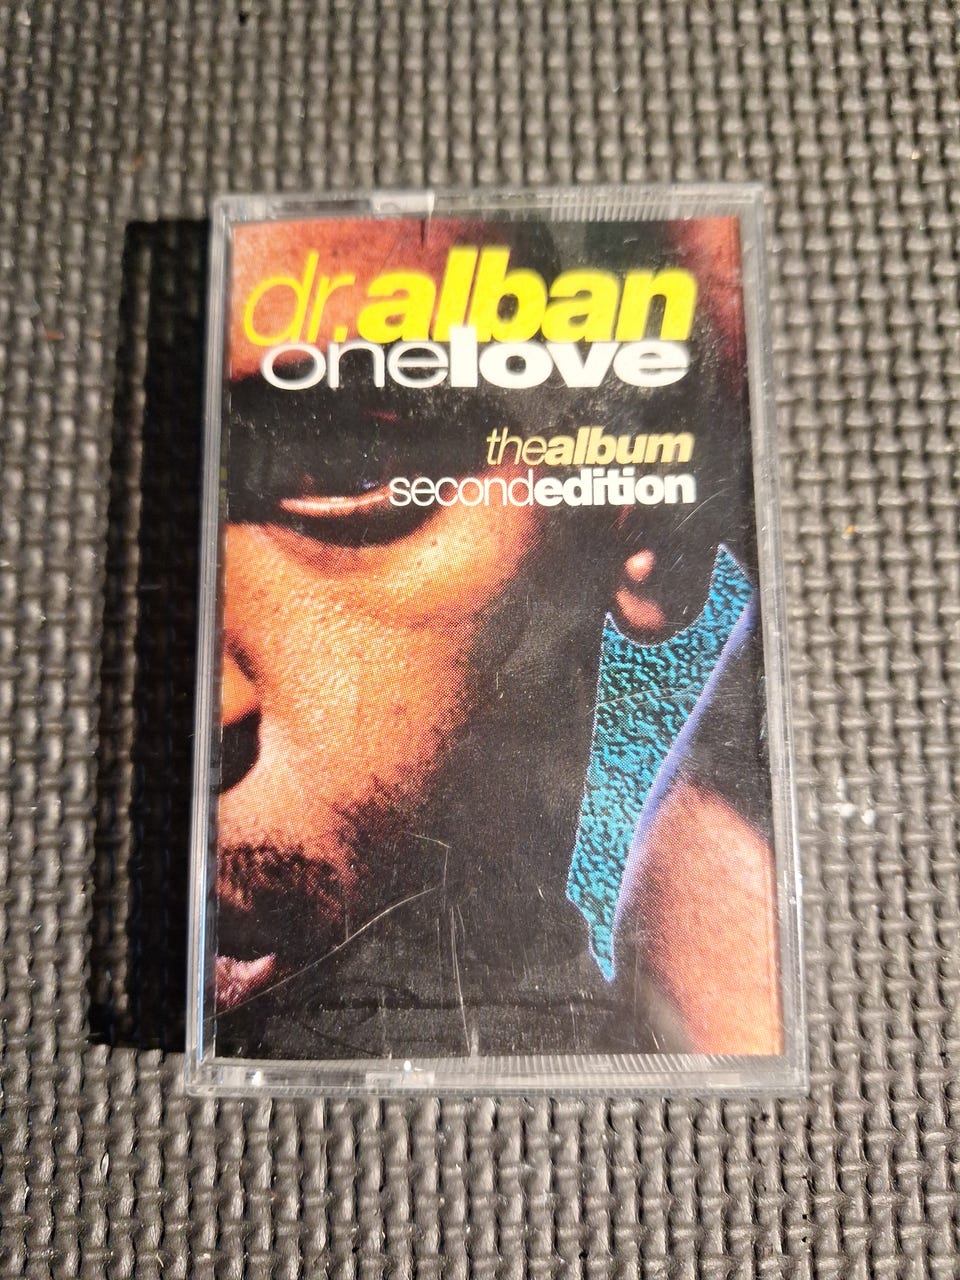 dr.alban
onelove
thealbum
secondedition